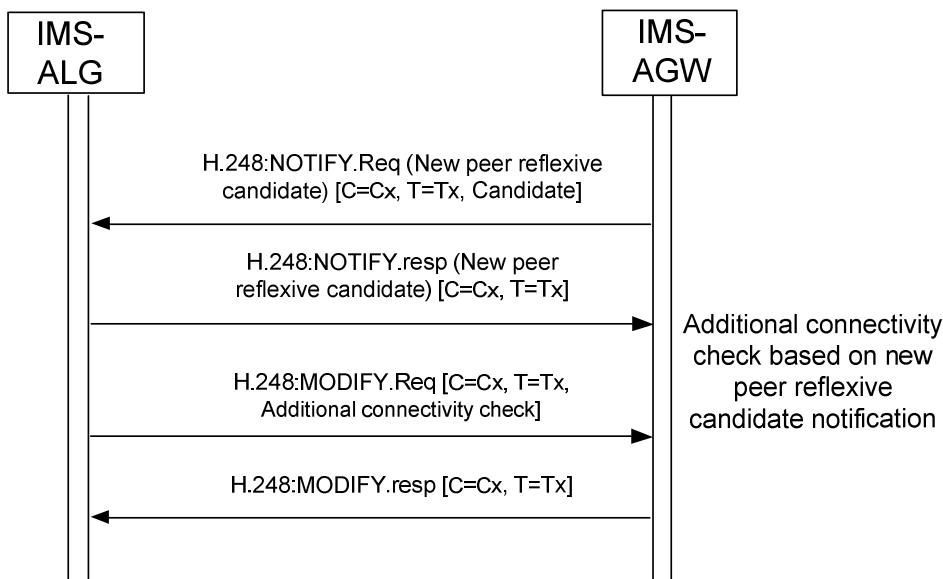 IMS-
ALG
IMS-
AGW
H.248:NOTIFY.Req (New peer reflexive
candidate) [C=Cx, T=Tx, Candidate]
H.248:NOTIFY.resp (New peer
reflexive candidate) [C=Cx, T=Tx]
H.248:MODIFY.Req [C=Cx, T=Tx,
Additional connectivity check]
H.248:MODIFY.resp [C=Cx, T=Tx]
Additional connectivity
check based on new
peer reflexive
candidate notification